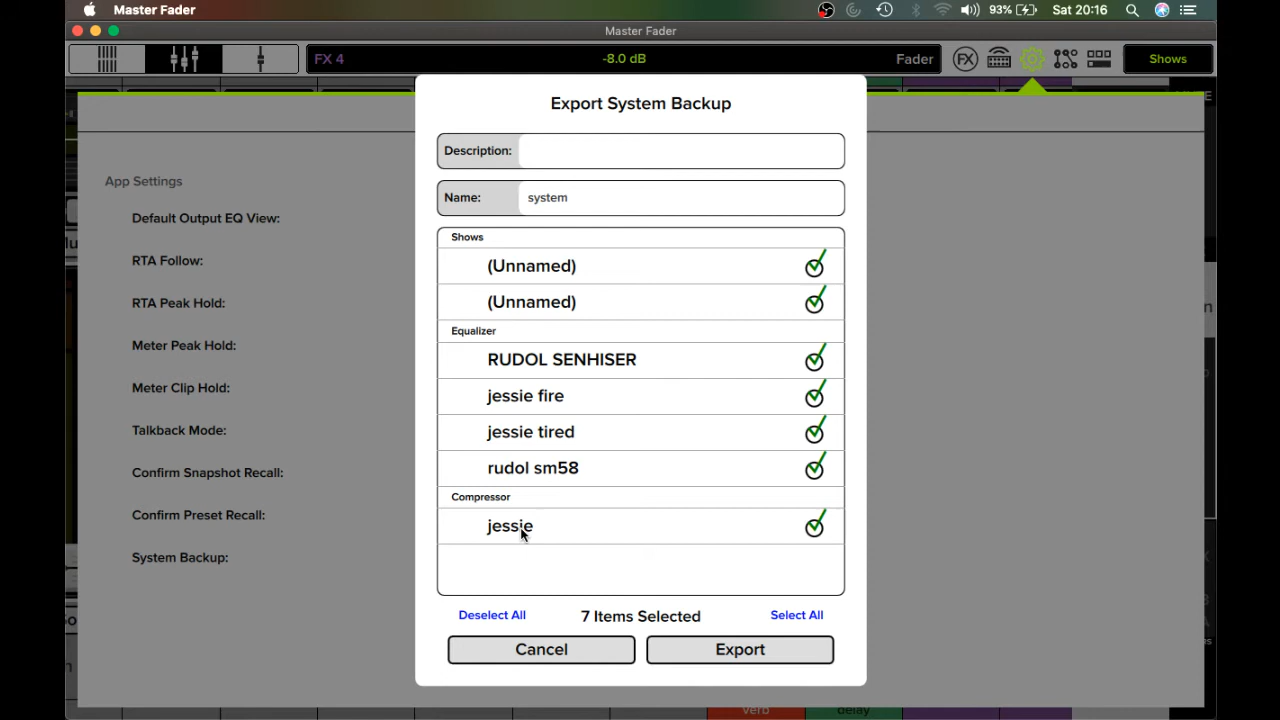 Master Fader
93%
Sat 20:16
Master Fader
FX 4
-8.0 dB
Fader
FX
Shows
Export System Backup
Description:
Name: system
App Settings
Default Output EQ View:
RTA Follow:
RTA Peak Hold:
Meter Peak Hold:
Meter Clip Hold:
Talkback Mode:
Confirm Snapshot Recall:
Confirm Preset Recall:
System Backup:
Shows
(Unnamed)
(Unnamed)
Equalizer
RUDOL SENHISER
jessie fire
jessie tired
rudol sm58
Compressor
jessie
Deselect All
7 Items Selected
Select All
Cancel
Export
verb
delay